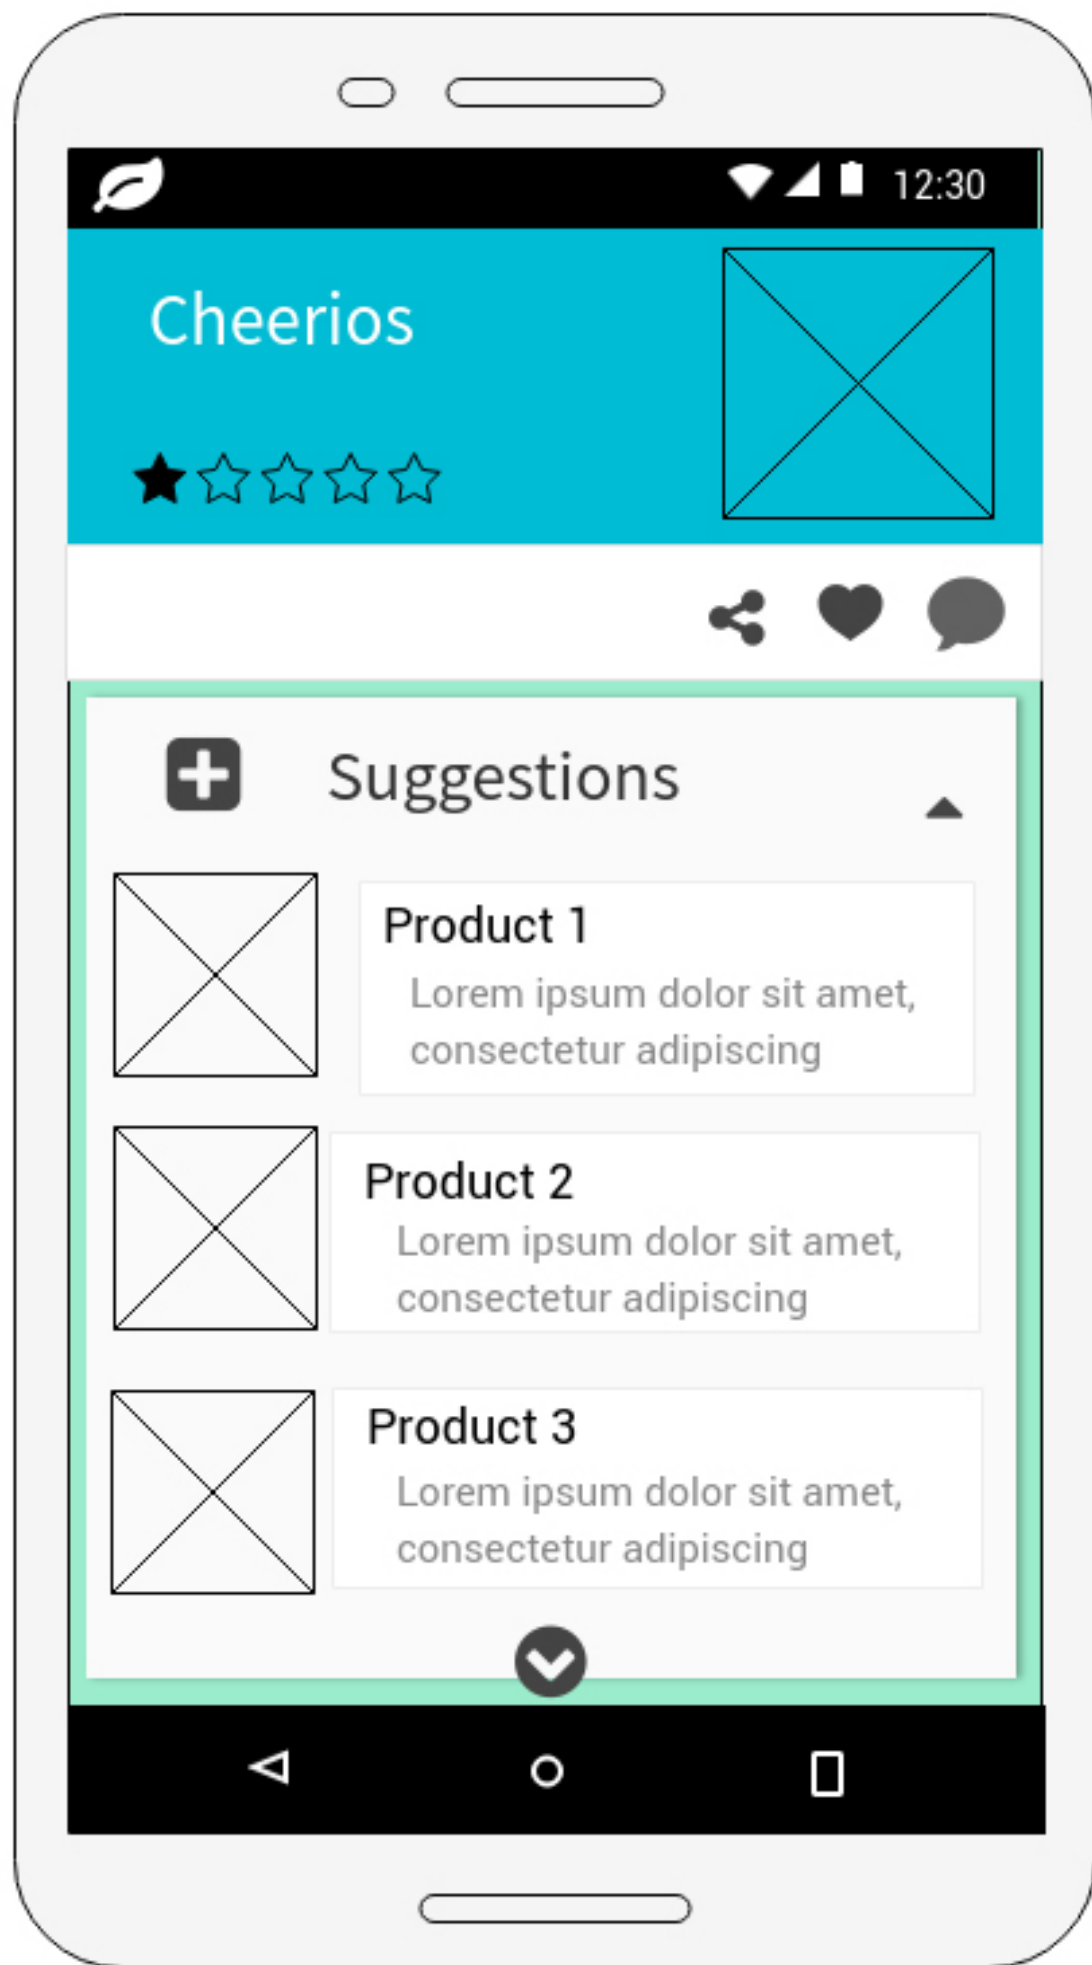 12:30
Cheerios
Suggestions
Product 1
Lorem ipsum dolor sit amet,
consectetur adipiscing
Product 2
Lorem ipsum dolor sit amet,
consectetur adipiscing
Product 3
Lorem ipsum dolor sit amet,
consectetur adipiscing